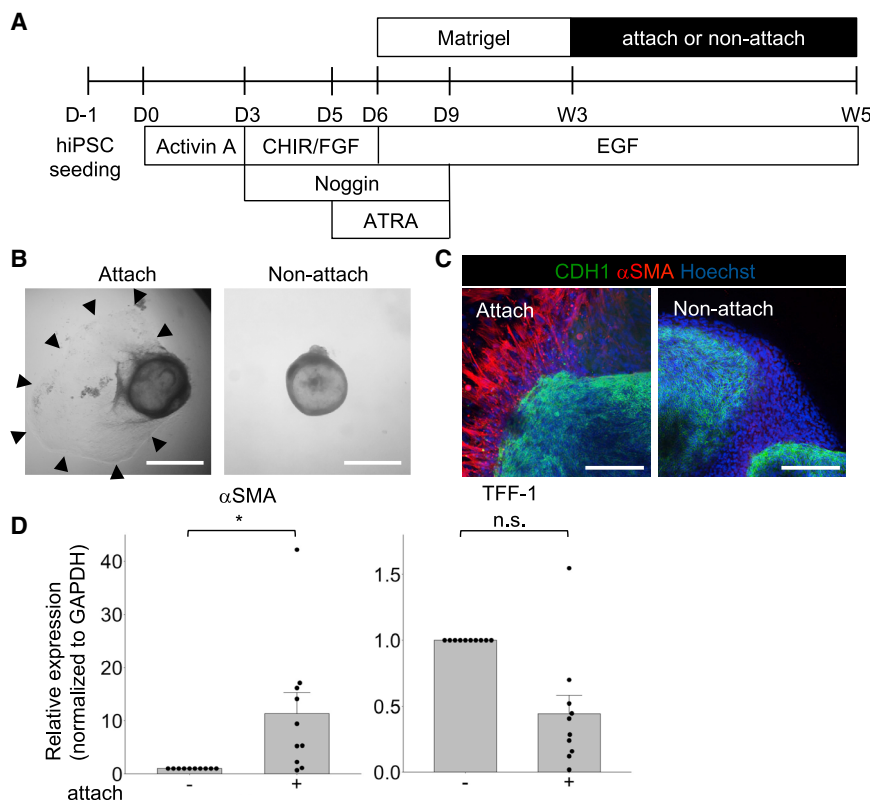 A
Matrigel attach or non-attach
D-1 D0 D3 D5 D6 D9 W3 W5
hiPSC
seeding
Activin A CHIR/FGF EGF
Noggin
ATRA
B
Attach Non-attach
C
CDH1 αSMA Hoechst
Attach Non-attach
D
αSMA TFF-1
* n.s.
Relative expression
(normalized to GAPDH)
40
30
20
10
0
1.5
1.0
0.5
0.0
attach - + - +